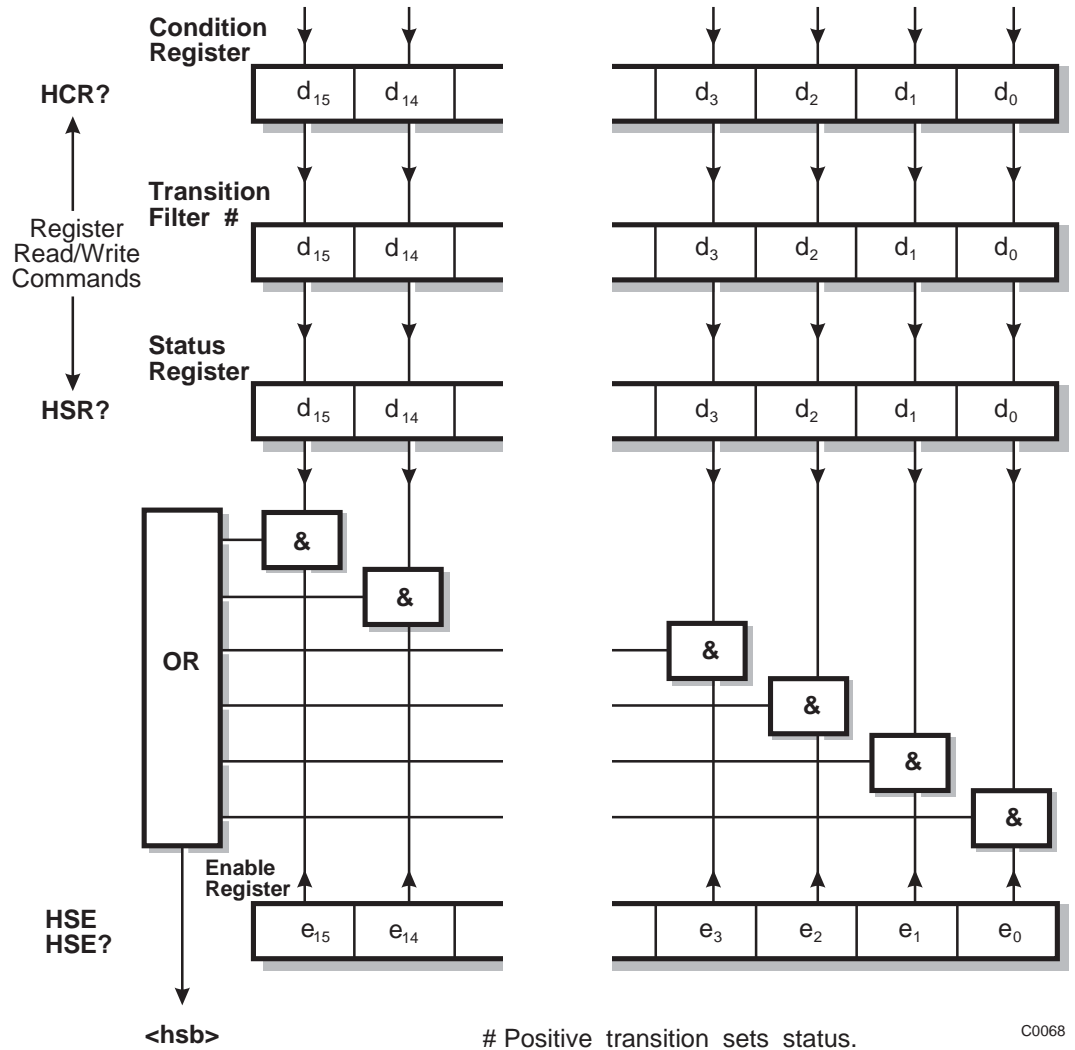 Condition
Register
HCR?
d15 d14 d3 d2 d1 d0
Transition
Filter #
Register
Read/Write
Commands
d15 d14 d3 d2 d1 d0
Status
Register
HSR?
d15 d14 d3 d2 d1 d0
&
&
&
&
&
&
OR
Enable
Register
HSE
HSE?
e15 e14 e3 e2 e1 e0
<hsb>
# Positive transition sets status.
C0068